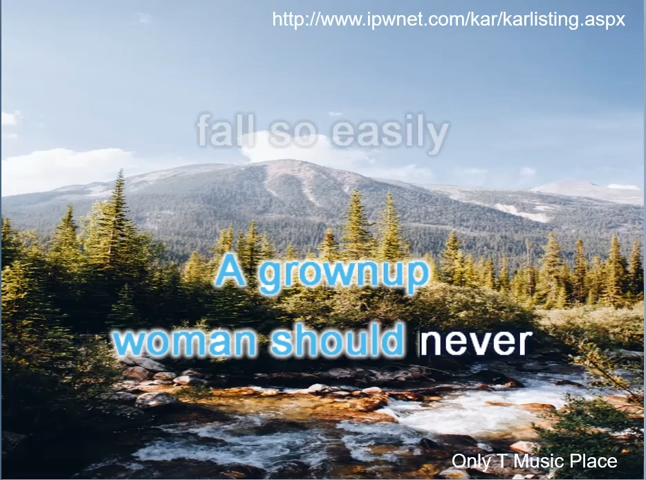 http://www.ipwnet.com/kar/karlisting.aspx
fall so easily
A grownup
woman should never
Only T Music Place